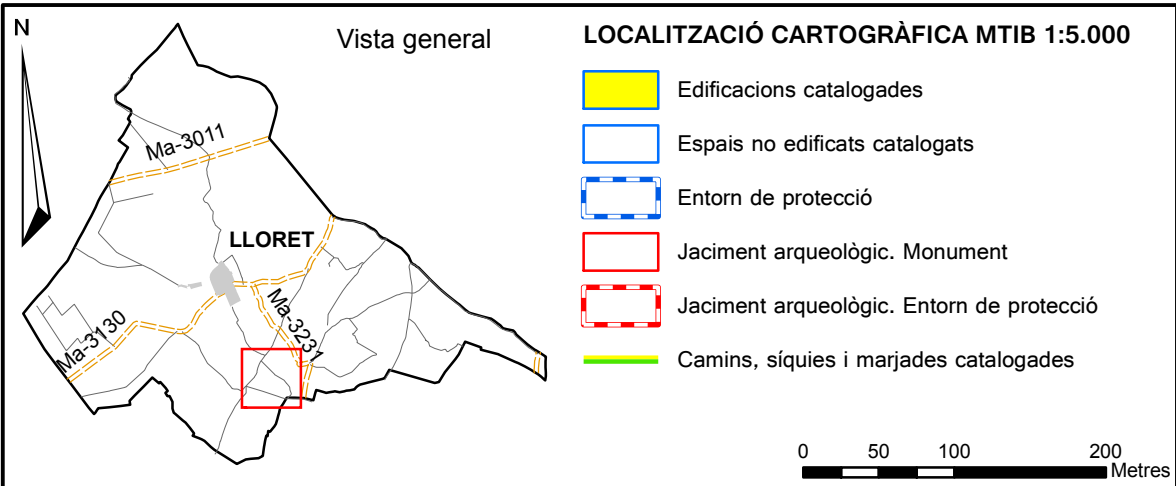 N
Vista general
Ma-3011
LLORET
Ma-3231
Ma-3130
LOCALITZACIÓ CARTOGRÀFICA MTIB 1:5.000
Edificacions catalogades
Espais no edificats catalogats
Entorn de protecció
Jaciment arqueològic. Monument
Jaciment arqueològic. Entorn de protecció
Camins, síquies i marjades catalogades
0 50 100 200
Metres